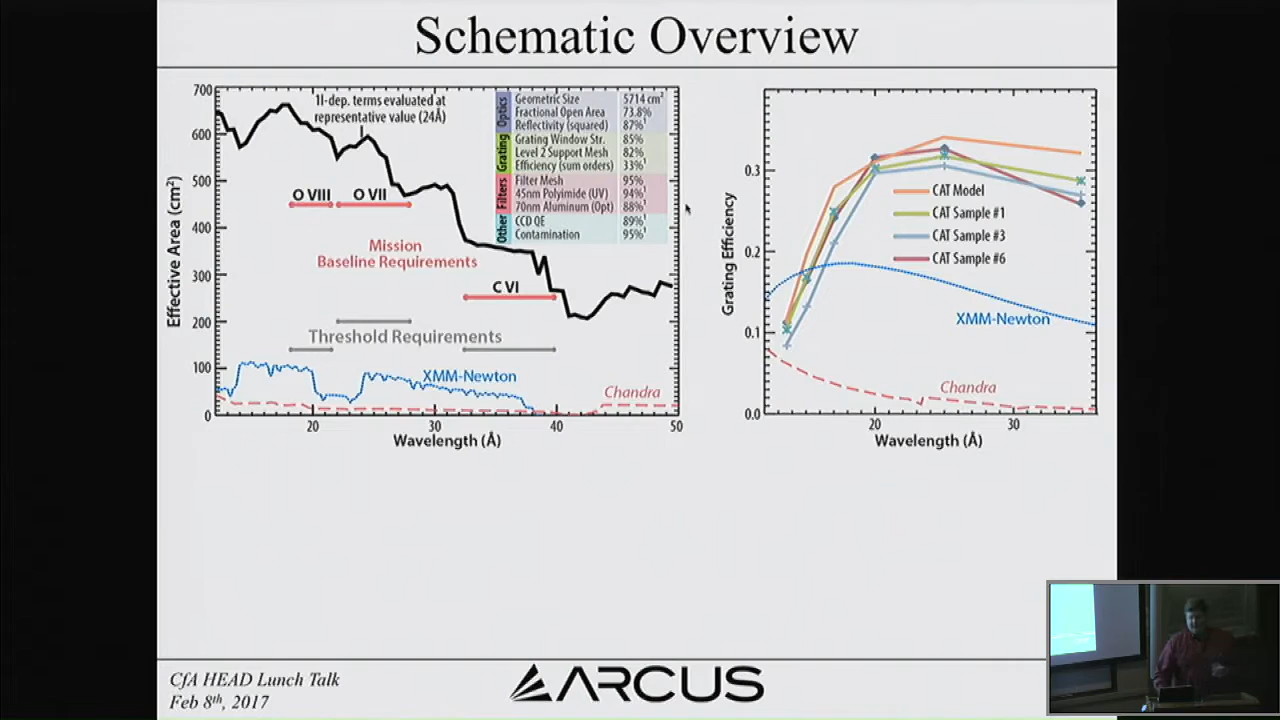 Schematic Overview
700
600
500
400
300
200
100
0
Effective Area (cm²)
1l-dep. terms evaluated at
representative value (24Å)
O VIII
O VII
Mission
Baseline Requirements
C VI
Threshold Requirements
XMM-Newton
Chandra
20
30
40
50
Wavelength (Å)
Optics
Geometric Size 5714 cm²
Fractional Open Area 73.8%
Reflectivity (squared) 87%¹
Grating
Grating Window Str. 85%
Level 2 Support Mesh 82%
Efficiency (sum orders) 33%¹
Filters
Filter Mesh 95%
45nm Polyimide (UV) 94%¹
70nm Aluminum (Opt) 88%¹
Other
CCD QE 89%¹
Contamination 95%¹
0.3
0.2
0.1
0.0
Grating Efficiency
CAT Model
CAT Sample #1
CAT Sample #3
CAT Sample #6
XMM-Newton
Chandra
20
30
Wavelength (Å)
CfA HEAD Lunch Talk
Feb 8th, 2017
ARCUS